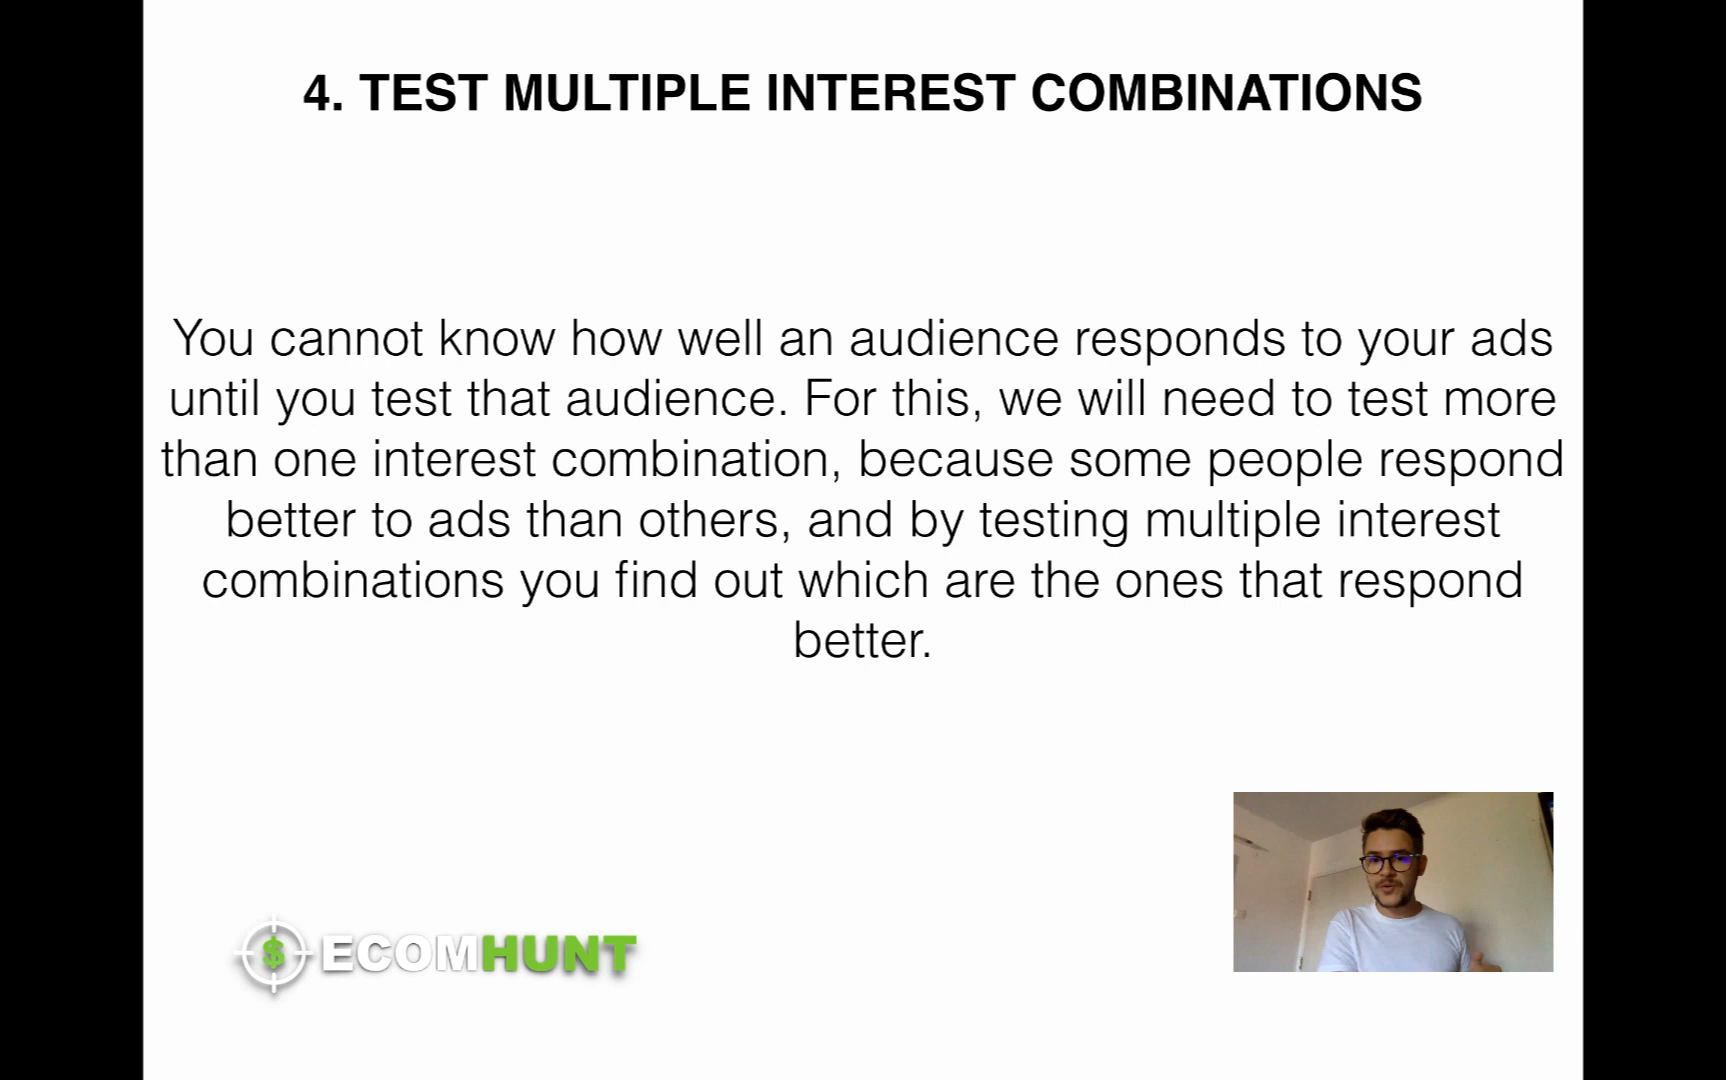 4. TEST MULTIPLE INTEREST COMBINATIONS
You cannot know how well an audience responds to your ads
until you test that audience. For this, we will need to test more
than one interest combination, because some people respond
better to ads than others, and by testing multiple interest
combinations you find out which are the ones that respond
better.
$ ECOMHUNT